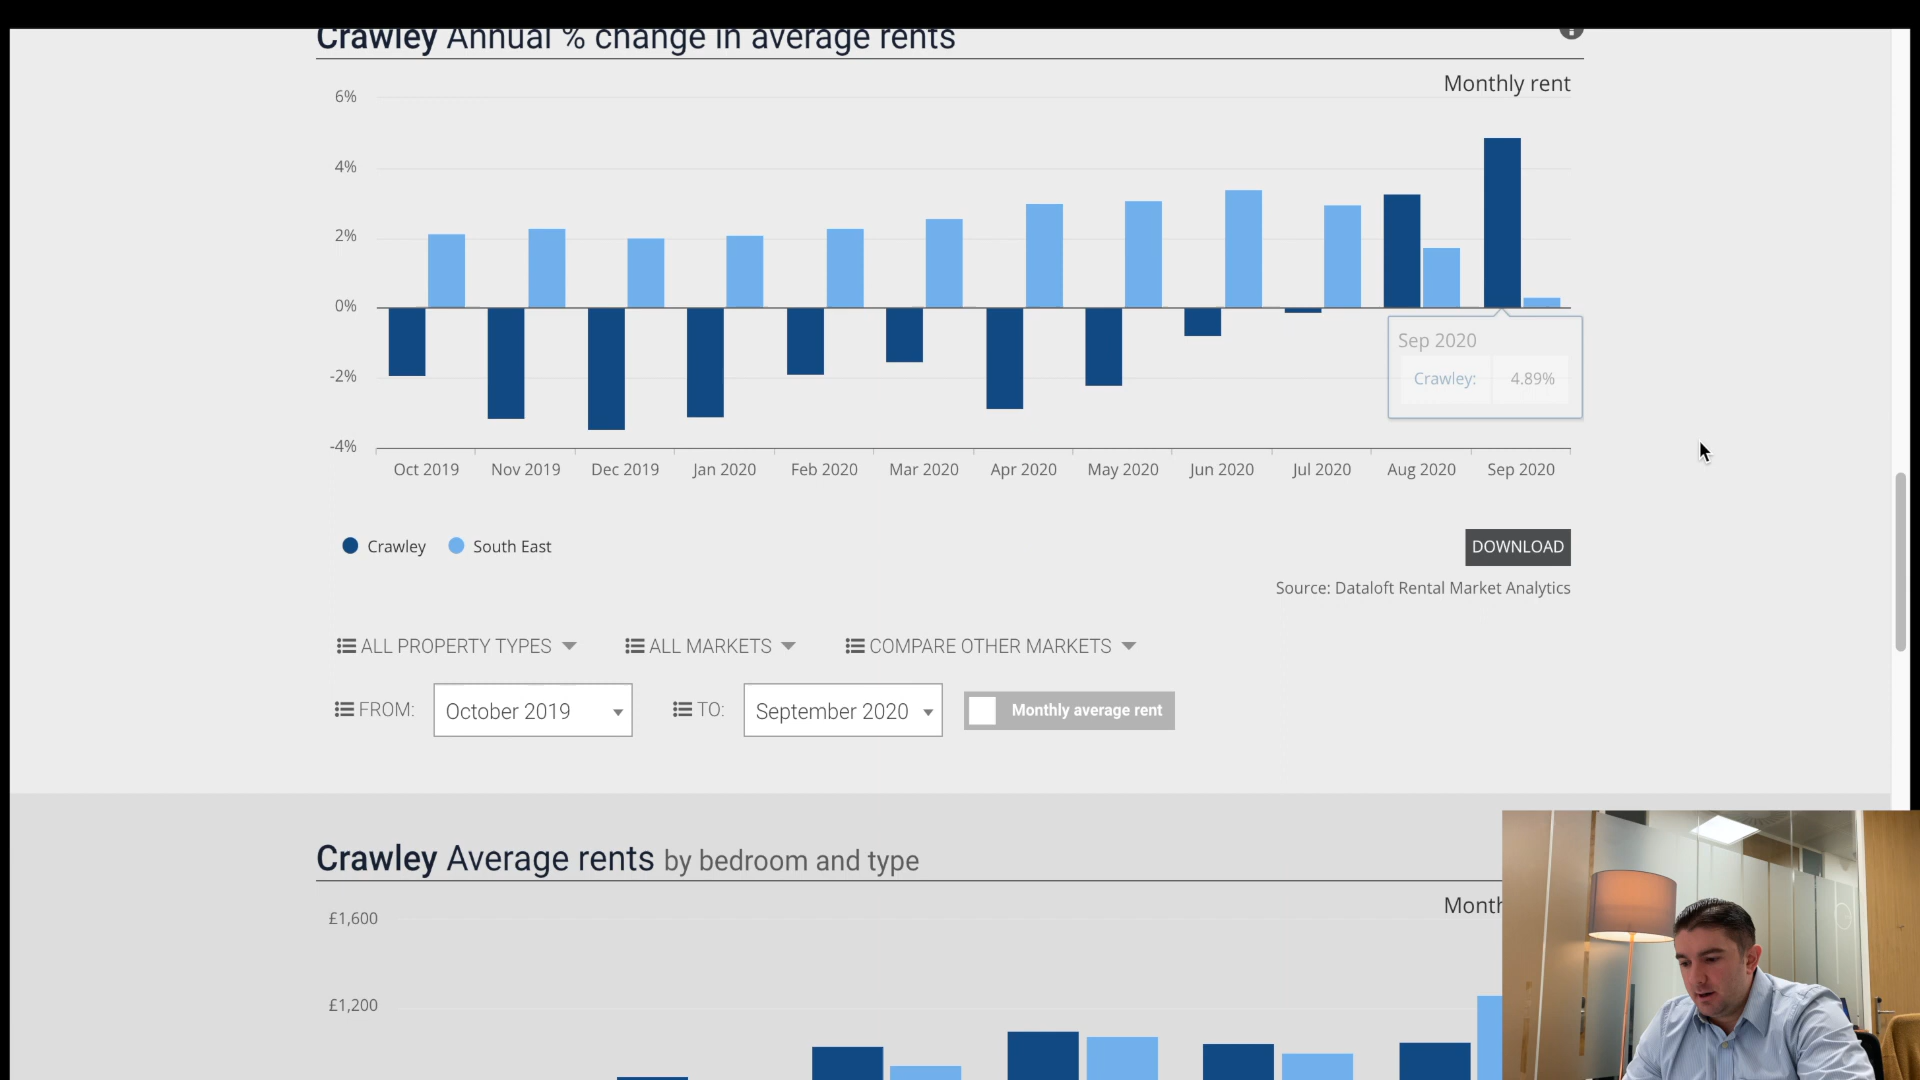 Crawley Annual % change in average rents
Monthly rent
6%
4%
2%
0%
-2%
-4%
Sep 2020
Crawley: 4.89%
Oct 2019 Nov 2019 Dec 2019 Jan 2020 Feb 2020 Mar 2020 Apr 2020 May 2020 Jun 2020 Jul 2020 Aug 2020 Sep 2020
Crawley South East
DOWNLOAD
Source: Dataloft Rental Market Analytics
ALL PROPERTY TYPES ALL MARKETS COMPARE OTHER MARKETS
FROM: October 2019 TO: September 2020 Monthly average rent
Crawley Average rents by bedroom and type
Month
£1,600
£1,200